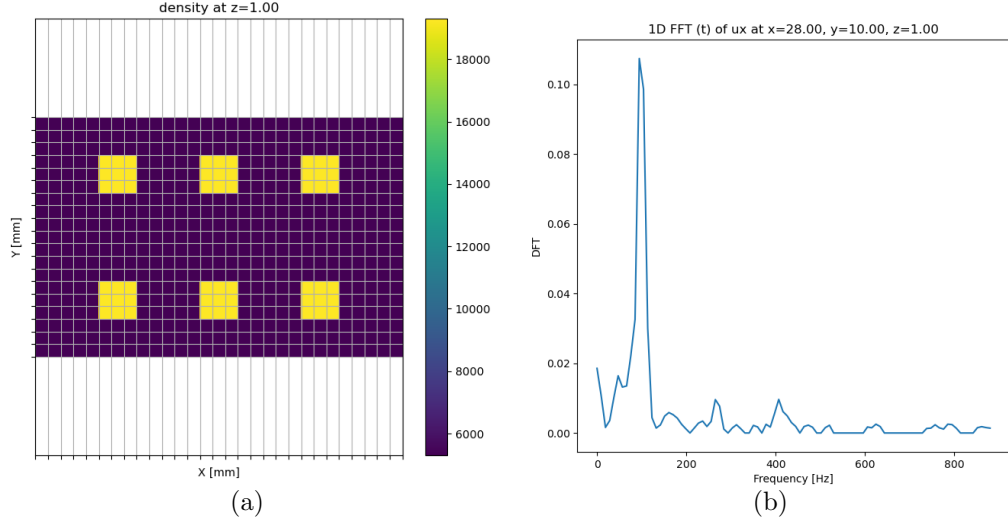 density at z=1.00
Y [mm]
X [mm]
18000
16000
14000
12000
10000
8000
6000
(a)
1D FFT (t) of ux at x=28.00, y=10.00, z=1.00
DFT
0.10
0.08
0.06
0.04
0.02
0.00
0 200 400 600 800
Frequency [Hz]
(b)